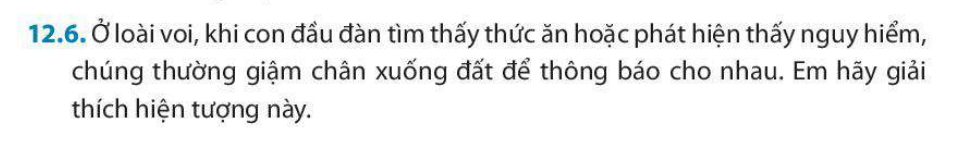 12.6. Ở loài voi, khi con đầu đàn tìm thấy thức ăn hoặc phát hiện thấy nguy hiểm,
chúng thường giậm chân xuống đất để thông báo cho nhau. Em hãy giải
thích hiện tượng này.